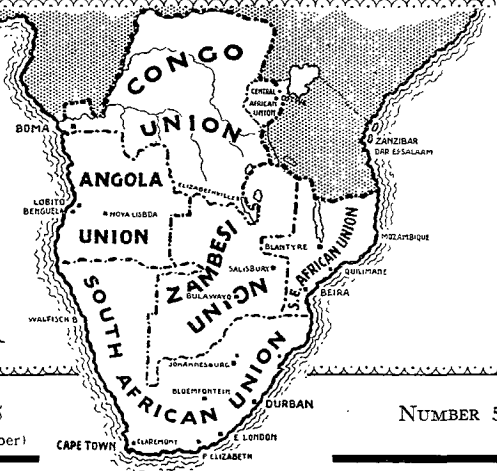 CONGO
UNION
CENTRAL
AFRICAN
UNION
BOMA
ZANZIBAR
DAR ES SALAAM
ANGOLA
ELIZABETHVILLE
LOBITO
BENGUELA
NOVA LISBOA
UNION
ZAMBESI
UNION
BLANTYRE
S.E. AFRICAN UNION
MOZAMBIQUE
SALISBURY
QUILIMANE
BULAWAYO
BEIRA
WALFISCH B
SOUTH AFRICAN UNION
JOHANNESBURG
BLOEMFONTEIN
DURBAN
NUMBER 5
ber)
CAPE TOWN
CLAREMONT
E LONDON
P ELIZABETH